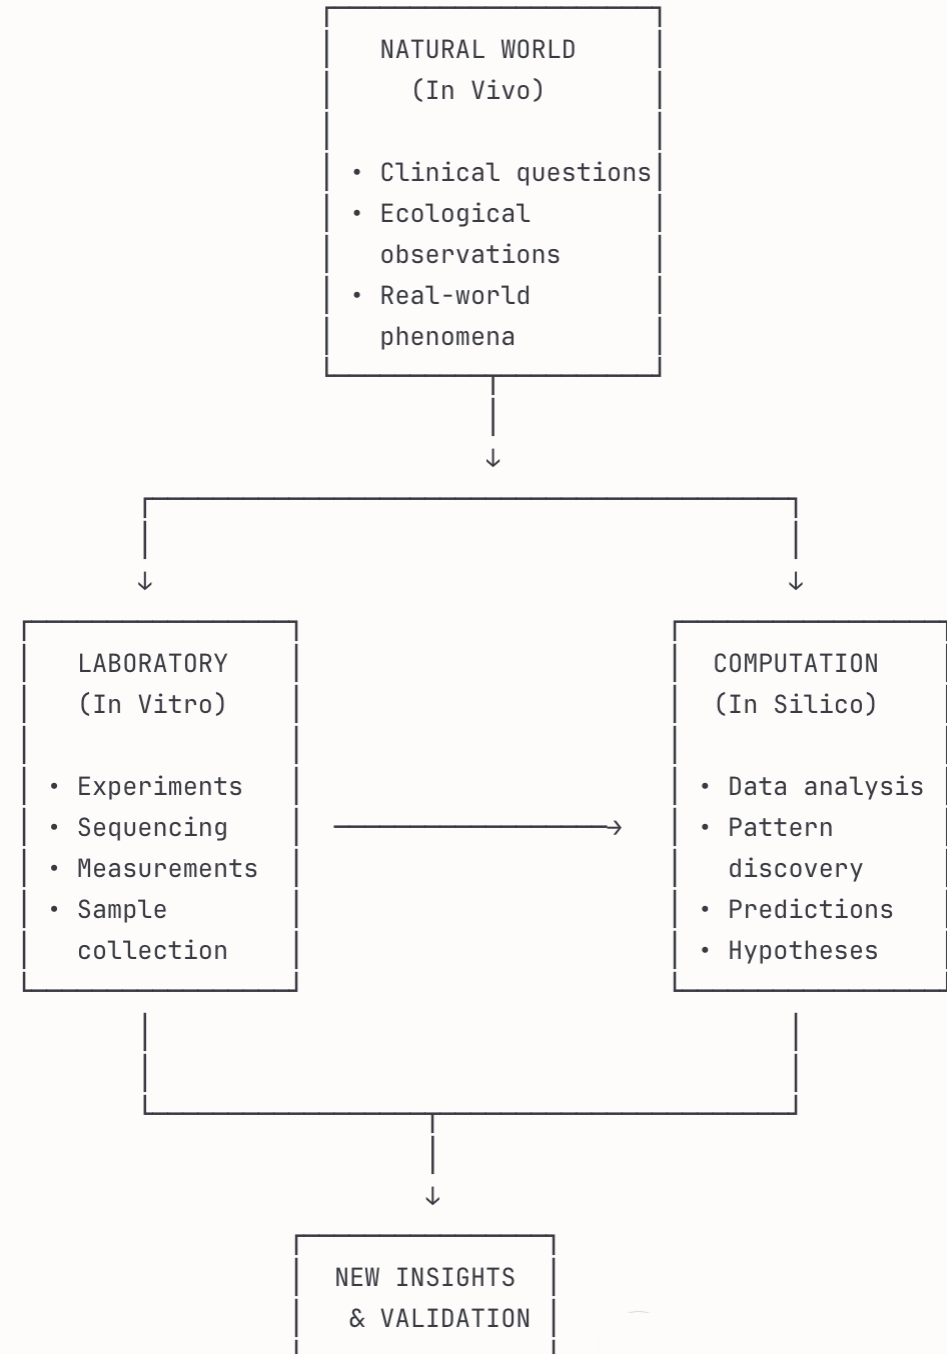 NATURAL WORLD
(In Vivo)
• Clinical questions
• Ecological
observations
• Real-world
phenomena
LABORATORY
(In Vitro)
• Experiments
• Sequencing
• Measurements
• Sample
collection
COMPUTATION
(In Silico)
• Data analysis
• Pattern
discovery
• Predictions
• Hypotheses
NEW INSIGHTS
& VALIDATION